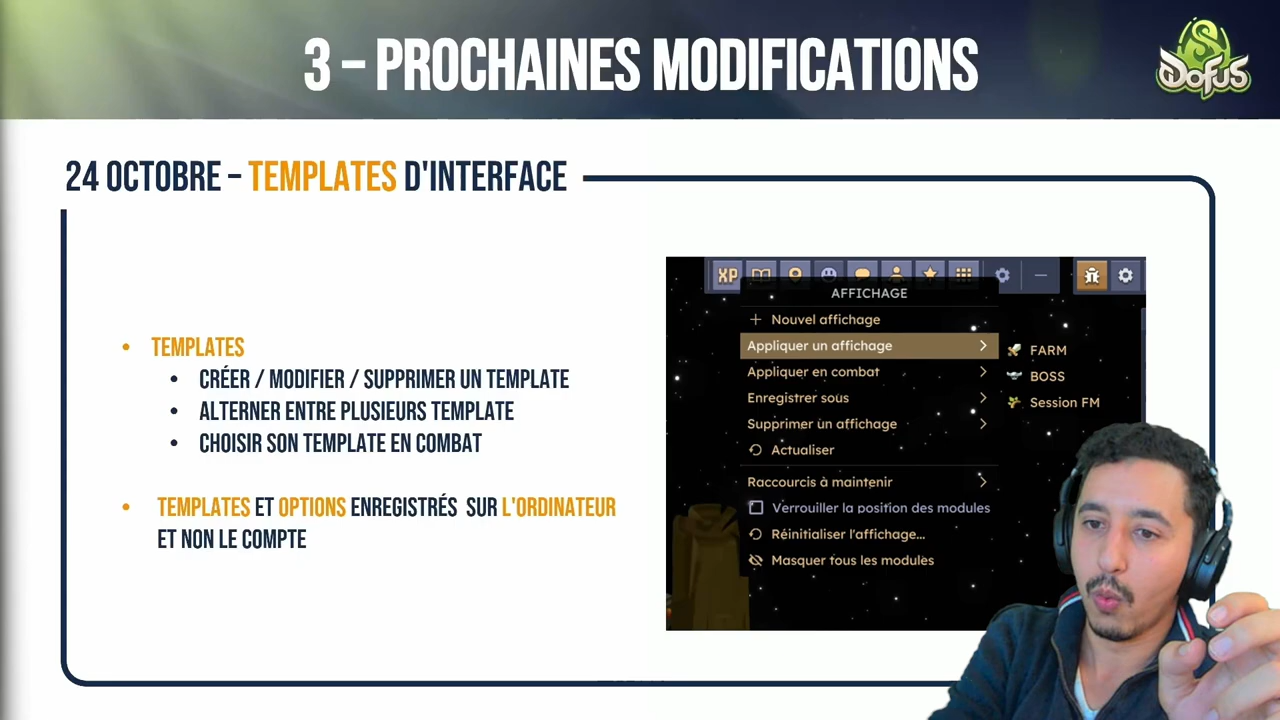 3 – PROCHAINES MODIFICATIONS
DOFUS
24 OCTOBRE – TEMPLATES D'INTERFACE
• TEMPLATES
• CRÉER / MODIFIER / SUPPRIMER UN TEMPLATE
• ALTERNER ENTRE PLUSIEURS TEMPLATE
• CHOISIR SON TEMPLATE EN COMBAT
• TEMPLATES ET OPTIONS ENREGISTRÉS SUR L'ORDINATEUR
ET NON LE COMPTE
XP
AFFICHAGE
Nouvel affichage
Appliquer un affichage
Appliquer en combat
Enregistrer sous
Supprimer un affichage
Actualiser
Raccourcis à maintenir
Verrouiller la position des modules
Réinitialiser l'affichage...
Masquer tous les modules
FARM
BOSS
Session FM